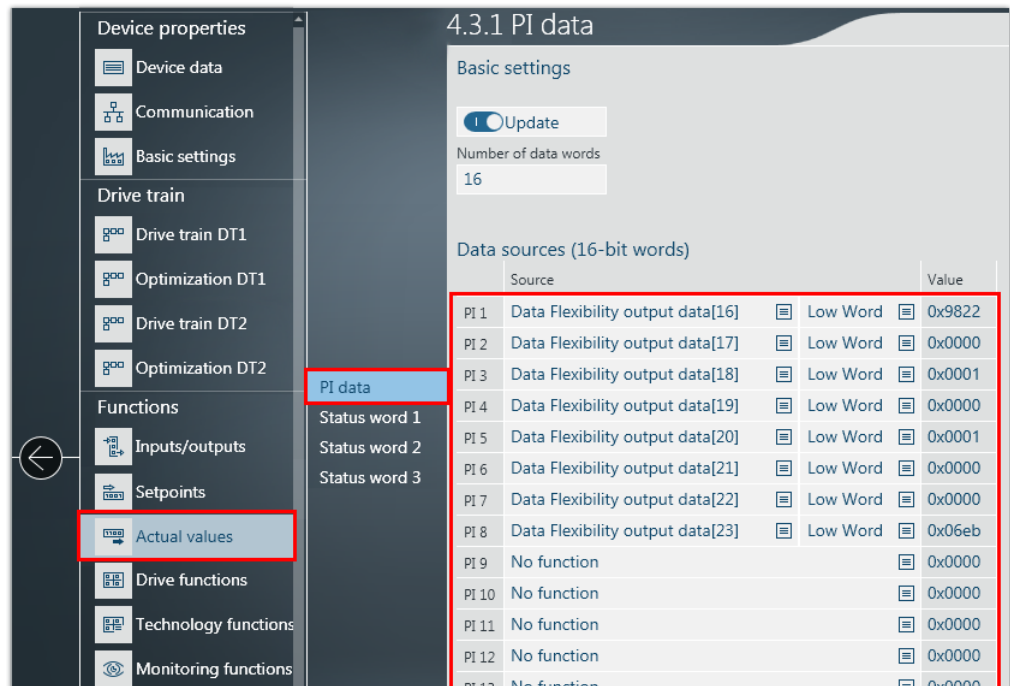 Device properties
Device data
Communication
Basic settings
Drive train
Drive train DT1
Optimization DT1
Drive train DT2
Optimization DT2
Functions
Inputs/outputs
Setpoints
Actual values
Drive functions
Technology functions
Monitoring functions
PI data
Status word 1
Status word 2
Status word 3
4.3.1 PI data
Basic settings
Update
Number of data words
16
Data sources (16-bit words)
Source Value
PI 1 Data Flexibility output data[16] Low Word 0x9822
PI 2 Data Flexibility output data[17] Low Word 0x0000
PI 3 Data Flexibility output data[18] Low Word 0x0001
PI 4 Data Flexibility output data[19] Low Word 0x0000
PI 5 Data Flexibility output data[20] Low Word 0x0001
PI 6 Data Flexibility output data[21] Low Word 0x0000
PI 7 Data Flexibility output data[22] Low Word 0x0000
PI 8 Data Flexibility output data[23] Low Word 0x06eb
PI 9 No function 0x0000
PI 10 No function 0x0000
PI 11 No function 0x0000
PI 12 No function 0x0000
PI 13 No function 0x0000